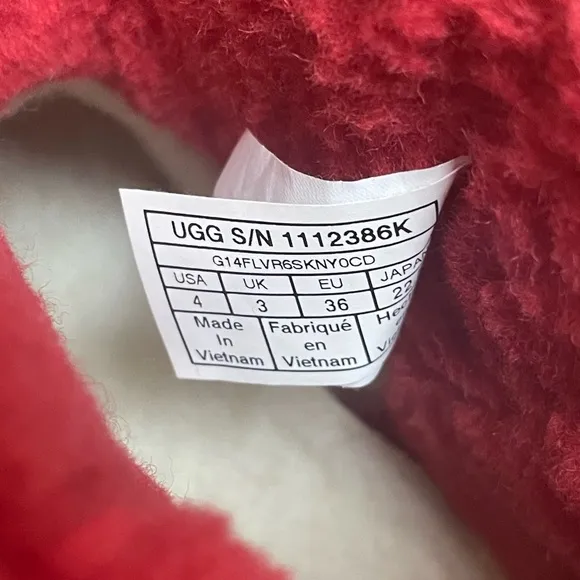 UGG S/N 1112386K
G14FLVR6SKNY0CD
USA UK EU JAPA
4 3 36 22
Made
In
Vietnam
Fabriqué
en
Vietnam